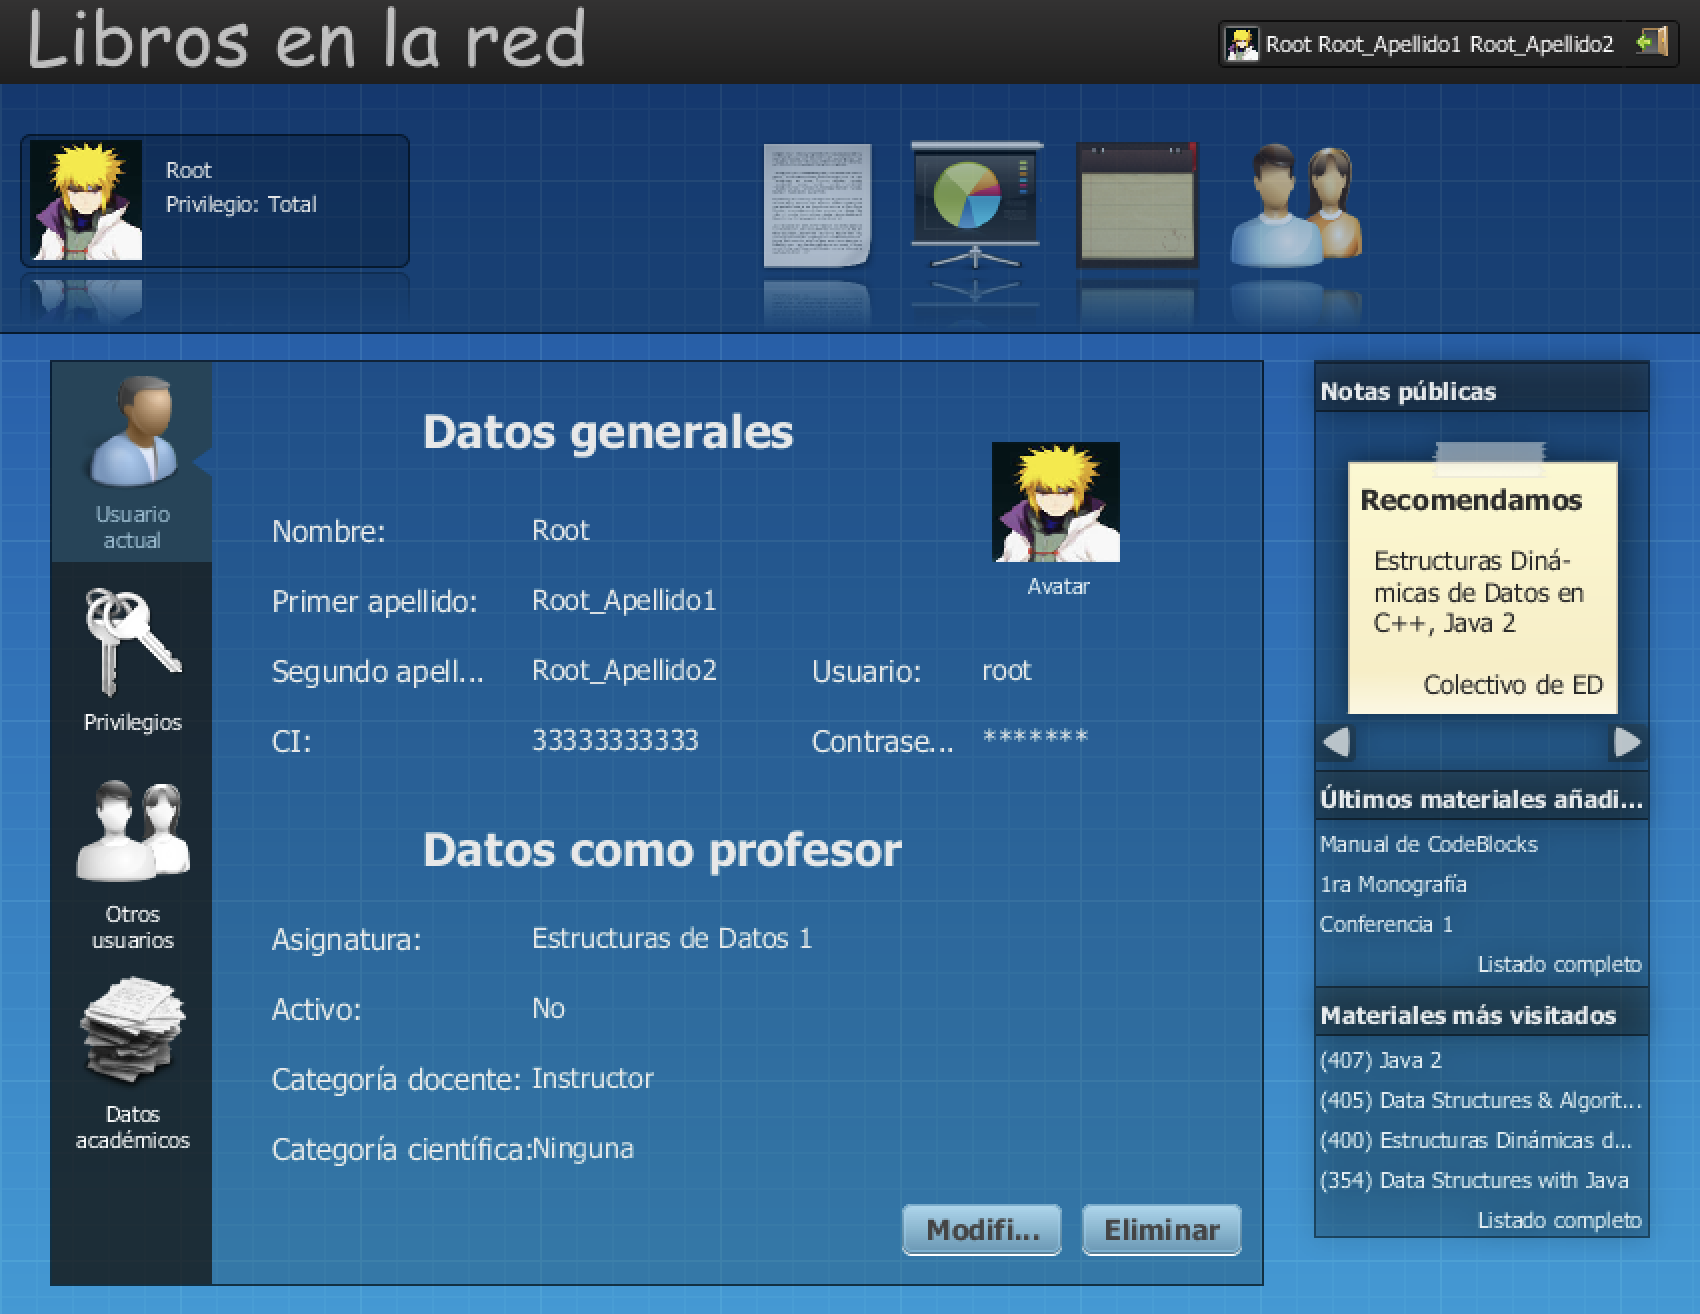 Libros en la red
Root Root_Apellido1 Root_Apellido2
Root
Privilegio: Total
Usuario
actual
Privilegios
Otros
usuarios
Datos
académicos
Datos generales
Avatar
Nombre: Root
Primer apellido: Root_Apellido1
Segundo apell... Root_Apellido2 Usuario: root
CI: 33333333333 Contrase... *******
Datos como profesor
Asignatura: Estructuras de Datos 1
Activo: No
Categoría docente: Instructor
Categoría científica: Ninguna
Modifi... Eliminar
Notas públicas
Recomendamos
Estructuras Diná-
micas de Datos en
C++, Java 2
Colectivo de ED
Últimos materiales añadi...
Manual de CodeBlocks
1ra Monografía
Conferencia 1
Listado completo
Materiales más visitados
(407) Java 2
(405) Data Structures & Algorit...
(400) Estructuras Dinámicas d...
(354) Data Structures with Java
Listado completo